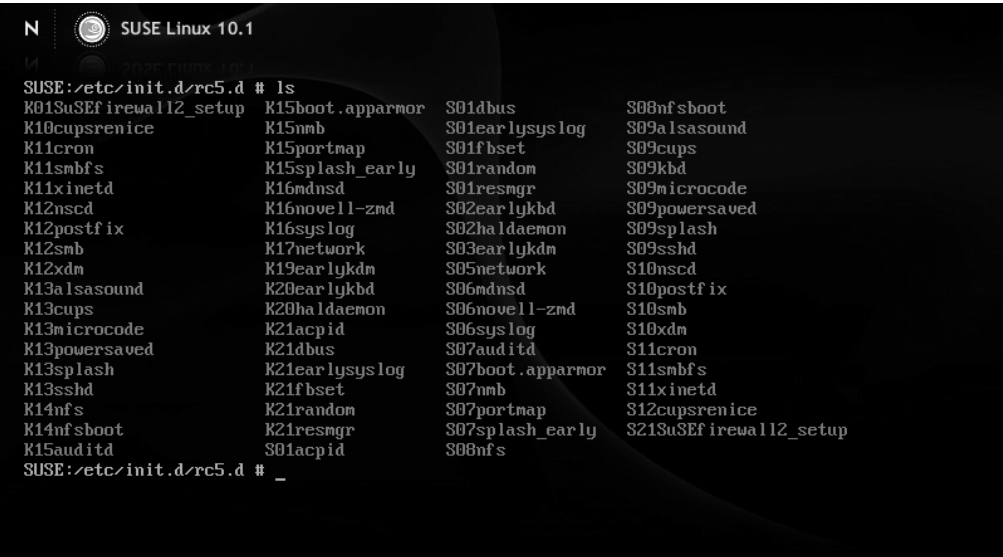 N SUSE Linux 10.1
SUSE:/etc/init.d/rc5.d # ls
K01SuSEfirewall2_setup K15boot.apparmor S01dbus S08nfsboot
K10cupsrenice K15nmb S01earlysyslog S09alsasound
K11cron K15portmap S01fbset S09cups
K11smbfs K15splash_early S01random S09kbd
K11xinetd K16mdnsd S01resmgr S09microcode
K12nscd K16novell-zmd S02earlykbd S09powersaved
K12postfix K16syslog S02haldaemon S09splash
K12smb K17network S03earlykdm S09sshd
K12xdm K19earlykdm S05network S10nscd
K13alsasound K20earlykbd S06mdnsd S10postfix
K13cups K20haldaemon S06novell-zmd S10smb
K13microcode K21acpid S06syslog S10xdm
K13powersaved K21dbus S07auditd S11cron
K13splash K21earlysyslog S07boot.apparmor S11smbfs
K13sshd K21fbset S07nmb S11xinetd
K14nfs K21random S07portmap S12cupsrenice
K14nfsboot K21resmgr S07splash_early S21SuSEfirewall2_setup
K15auditd S01acpid S08nfs
SUSE:/etc/init.d/rc5.d # _